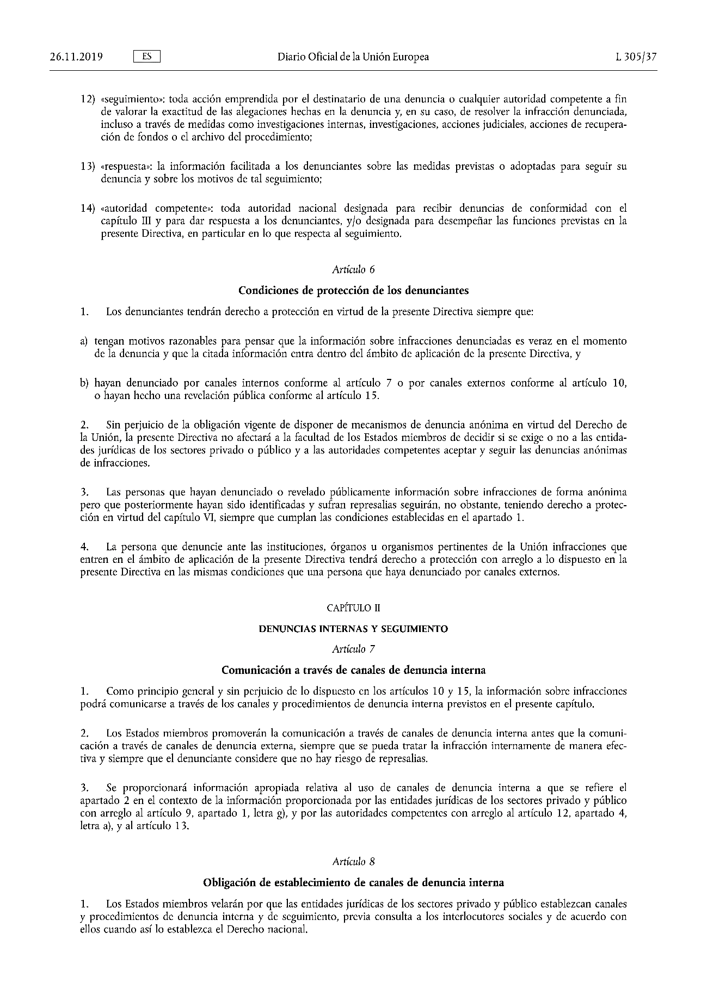 26.11.2019 ES Diario Oficial de la Unión Europea L 305/37
12) «seguimiento»: toda acción emprendida por el destinatario de una denuncia o cualquier autoridad competente a fin
de valorar la exactitud de las alegaciones hechas en la denuncia y, en su caso, de resolver la infracción denunciada,
incluso a través de medidas como investigaciones internas, investigaciones, acciones judiciales, acciones de recupera-
ción de fondos o el archivo del procedimiento;
13) «respuesta»: la información facilitada a los denunciantes sobre las medidas previstas o adoptadas para seguir su
denuncia y sobre los motivos de tal seguimiento;
14) «autoridad competente»: toda autoridad nacional designada para recibir denuncias de conformidad con el
capítulo III y para dar respuesta a los denunciantes, y/o designada para desempeñar las funciones previstas en la
presente Directiva, en particular en lo que respecta al seguimiento.
Artículo 6
Condiciones de protección de los denunciantes
1. Los denunciantes tendrán derecho a protección en virtud de la presente Directiva siempre que:
a) tengan motivos razonables para pensar que la información sobre infracciones denunciadas es veraz en el momento
de la denuncia y que la citada información entra dentro del ámbito de aplicación de la presente Directiva, y
b) hayan denunciado por canales internos conforme al artículo 7 o por canales externos conforme al artículo 10,
o hayan hecho una revelación pública conforme al artículo 15.
2. Sin perjuicio de la obligación vigente de disponer de mecanismos de denuncia anónima en virtud del Derecho de
la Unión, la presente Directiva no afectará a la facultad de los Estados miembros de decidir si se exige o no a las entida-
des jurídicas de los sectores privado o público y a las autoridades competentes aceptar y seguir las denuncias anónimas
de infracciones.
3. Las personas que hayan denunciado o revelado públicamente información sobre infracciones de forma anónima
pero que posteriormente hayan sido identificadas y sufran represalias seguirán, no obstante, teniendo derecho a protec-
ción en virtud del capítulo VI, siempre que cumplan las condiciones establecidas en el apartado 1.
4. La persona que denuncie ante las instituciones, órganos u organismos pertinentes de la Unión infracciones que
entren en el ámbito de aplicación de la presente Directiva tendrá derecho a protección con arreglo a lo dispuesto en la
presente Directiva en las mismas condiciones que una persona que haya denunciado por canales externos.
CAPÍTULO II
DENUNCIAS INTERNAS Y SEGUIMIENTO
Artículo 7
Comunicación a través de canales de denuncia interna
1. Como principio general y sin perjuicio de lo dispuesto en los artículos 10 y 15, la información sobre infracciones
podrá comunicarse a través de los canales y procedimientos de denuncia interna previstos en el presente capítulo.
2. Los Estados miembros promoverán la comunicación a través de canales de denuncia interna antes que la comuni-
cación a través de canales de denuncia externa, siempre que se pueda tratar la infracción internamente de manera efec-
tiva y siempre que el denunciante considere que no hay riesgo de represalias.
3. Se proporcionará información apropiada relativa al uso de canales de denuncia interna a que se refiere el
apartado 2 en el contexto de la información proporcionada por las entidades jurídicas de los sectores privado y público
con arreglo al artículo 9, apartado 1, letra g), y por las autoridades competentes con arreglo al artículo 12, apartado 4,
letra a), y al artículo 13.
Artículo 8
Obligación de establecimiento de canales de denuncia interna
1. Los Estados miembros velarán por que las entidades jurídicas de los sectores privado y público establezcan canales
y procedimientos de denuncia interna y de seguimiento, previa consulta a los interlocutores sociales y de acuerdo con
ellos cuando así lo establezca el Derecho nacional.